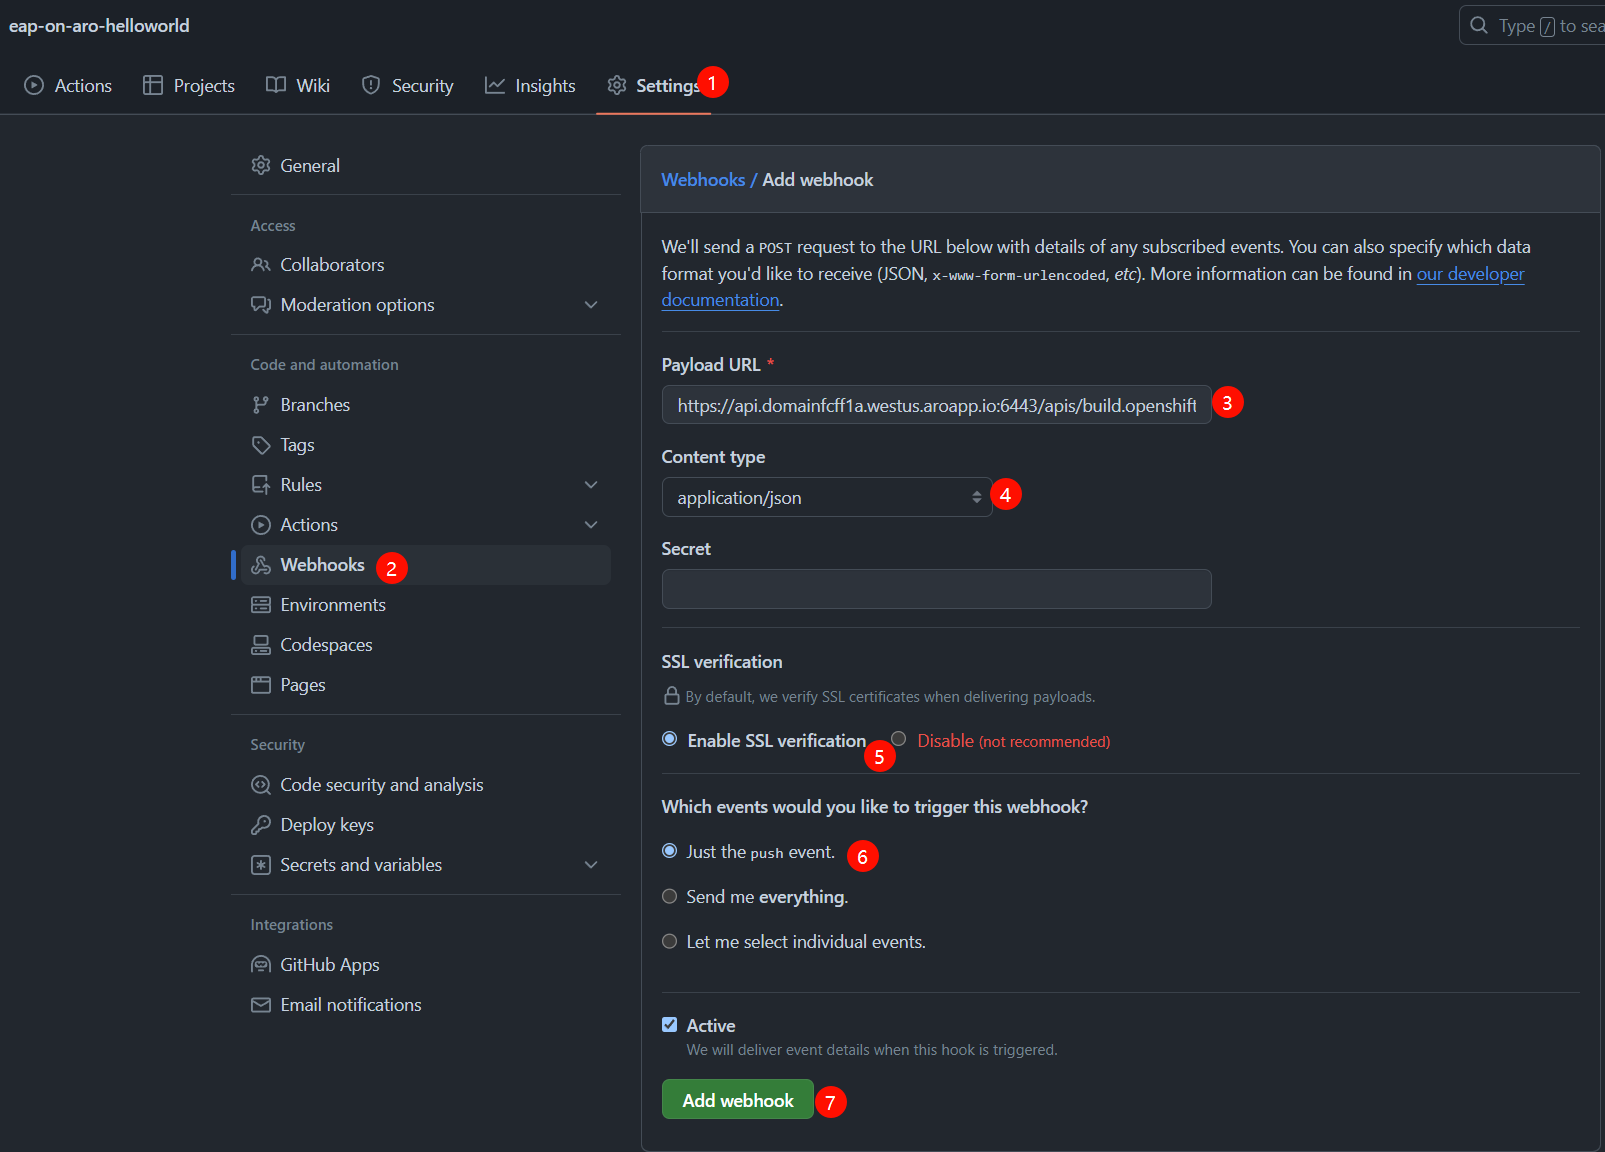 eap-on-aro-helloworld
Type / to sea
Actions
Projects
Wiki
Security
Insights
Settings
1
General
Access
Collaborators
Moderation options
Code and automation
Branches
Tags
Rules
Actions
Webhooks
2
Environments
Codespaces
Pages
Security
Code security and analysis
Deploy keys
Secrets and variables
Integrations
GitHub Apps
Email notifications
Webhooks / Add webhook
We'll send a POST request to the URL below with details of any subscribed events. You can also specify which data
format you'd like to receive (JSON, x-www-form-urlencoded, etc). More information can be found in our developer
documentation.
Payload URL *
https://api.domainfcff1a.westus.aroapp.io:6443/apis/build.openshift
3
Content type
application/json
4
Secret
SSL verification
By default, we verify SSL certificates when delivering payloads.
Enable SSL verification
5
Disable (not recommended)
Which events would you like to trigger this webhook?
Just the push event.
6
Send me everything.
Let me select individual events.
Active
We will deliver event details when this hook is triggered.
Add webhook
7